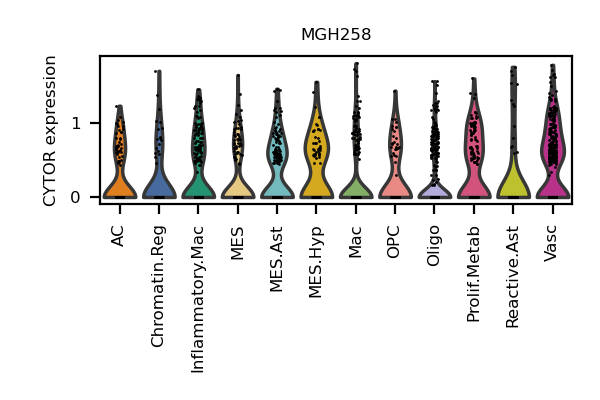 MGH258
CYTOR expression
1
0
AC
Chromatin.Reg
Inflammatory.Mac
MES
MES.Ast
MES.Hyp
Mac
OPC
Oligo
Prolif.Metab
Reactive.Ast
Vasc